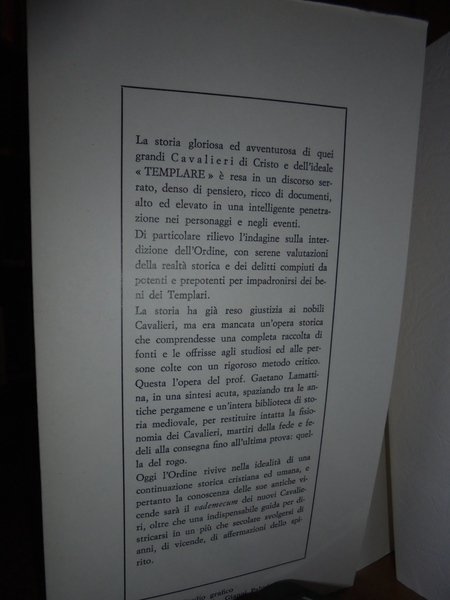 La storia gloriosa ed avventurosa di quei
grandi Cavalieri di Cristo e dell'ideale
« TEMPLARE » è resa in un discorso ser-
rato, denso di pensiero, ricco di documenti,
alto ed elevato in una intelligente penetra-
zione nei personaggi e negli eventi.
Di particolare rilievo l'indagine sulla inter-
dizione dell'Ordine, con serene valutazioni
della realtà storica e dei delitti compiuti da
potenti e prepotenti per impadronirsi dei be-
ni dei Templari.
La storia ha già reso giustizia ai nobili
Cavalieri, ma era mancata un'opera storica
che comprendesse una completa raccolta di
fonti e le offrisse agli studiosi ed alle per-
sone colte con un rigoroso metodo critico.
Questa l'opera del prof. Gaetano Lamatti-
na, in una sintesi acuta, spaziando tra le an-
tiche pergamene e un'intera biblioteca di sto-
ria medievale, per restituire intatta la fisio-
nomia dei Cavalieri, martiri della fede e fe-
deli alla consegna fino all'ultima prova: quel-
la del rogo.
Oggi l'Ordine rivive nella idealità di una
continuazione storica cristiana ed umana, e
pertanto la conoscenza delle sue antiche vi-
cende sarà il vademecum dei nuovi Cavalie-
ri, oltre che una indispensabile guida per di-
stricarsi in un più che secolare svolgersi di
anni, di vicende, di affermazioni dello spi-
rito.
grafico
Gianni